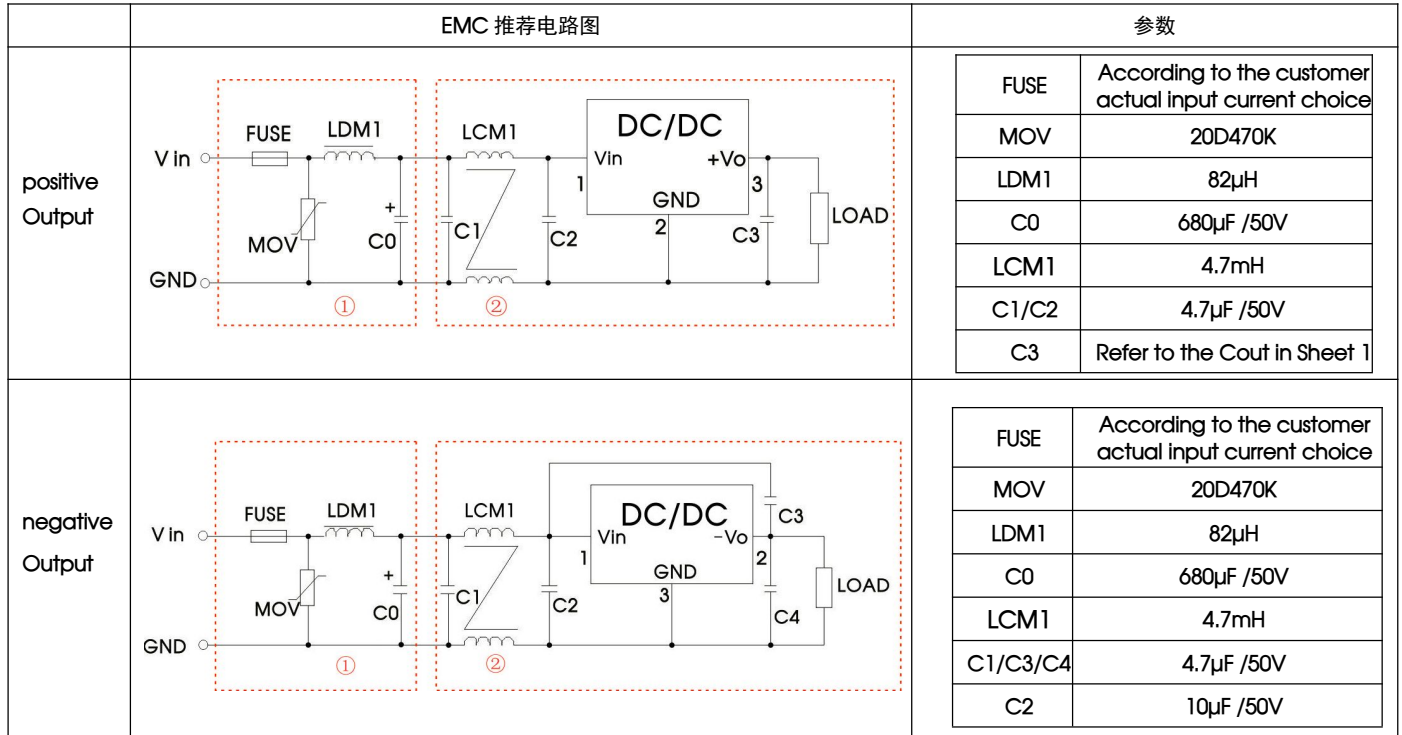 EMC 推荐电路图
参数
positive
Output
FUSE
LDM1
LCM1
DC/DC
Vin
Vin
+Vo
1
3
GND
2
MOV
+
C0
C1
C2
C3
LOAD
GND
①
②
FUSE
According to the customer
actual input current choice
MOV
20D470K
LDM1
82µH
C0
680µF /50V
LCM1
4.7mH
C1/C2
4.7µF /50V
C3
Refer to the Cout in Sheet 1
negative
Output
FUSE
LDM1
LCM1
DC/DC
C3
Vin
Vin
-Vo
1
2
GND
3
MOV
+
C0
C1
C2
C4
LOAD
GND
①
②
FUSE
According to the customer
actual input current choice
MOV
20D470K
LDM1
82µH
C0
680µF /50V
LCM1
4.7mH
C1/C3/C4
4.7µF /50V
C2
10µF /50V